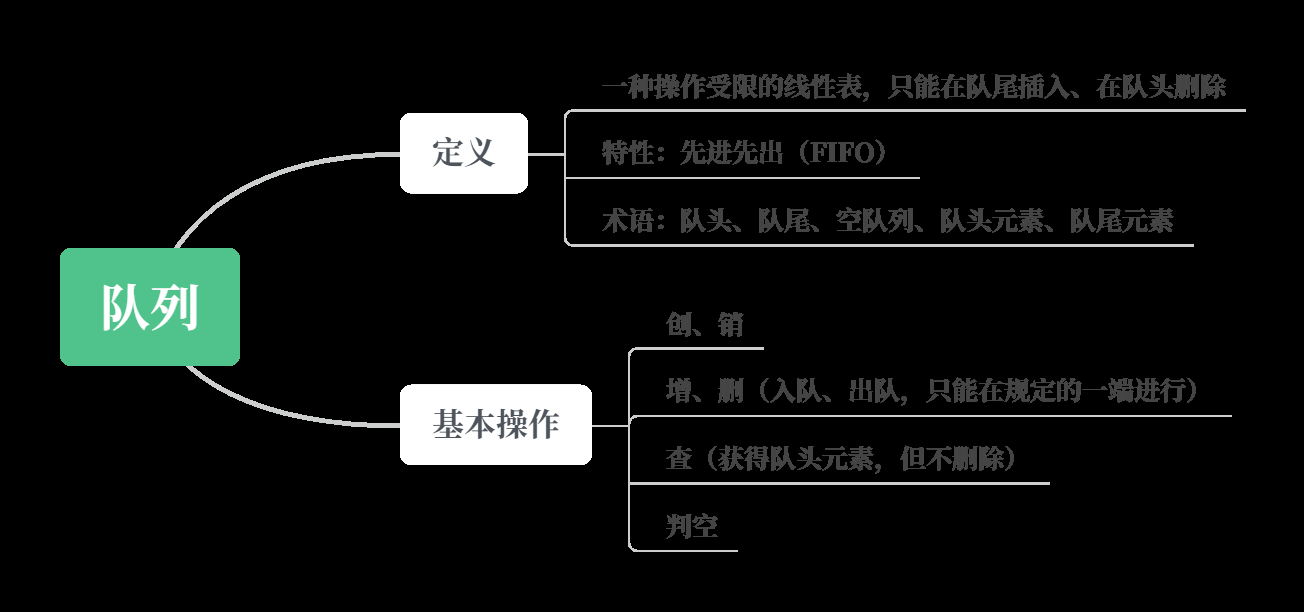 队列
定义
一种操作受限的线性表，只能在队尾插入、在队头删除
特性：先进先出（FIFO）
术语：队头、队尾、空队列、队头元素、队尾元素
基本操作
创、销
增、删（入队、出队，只能在规定的一端进行）
查（获得队头元素，但不删除）
判空